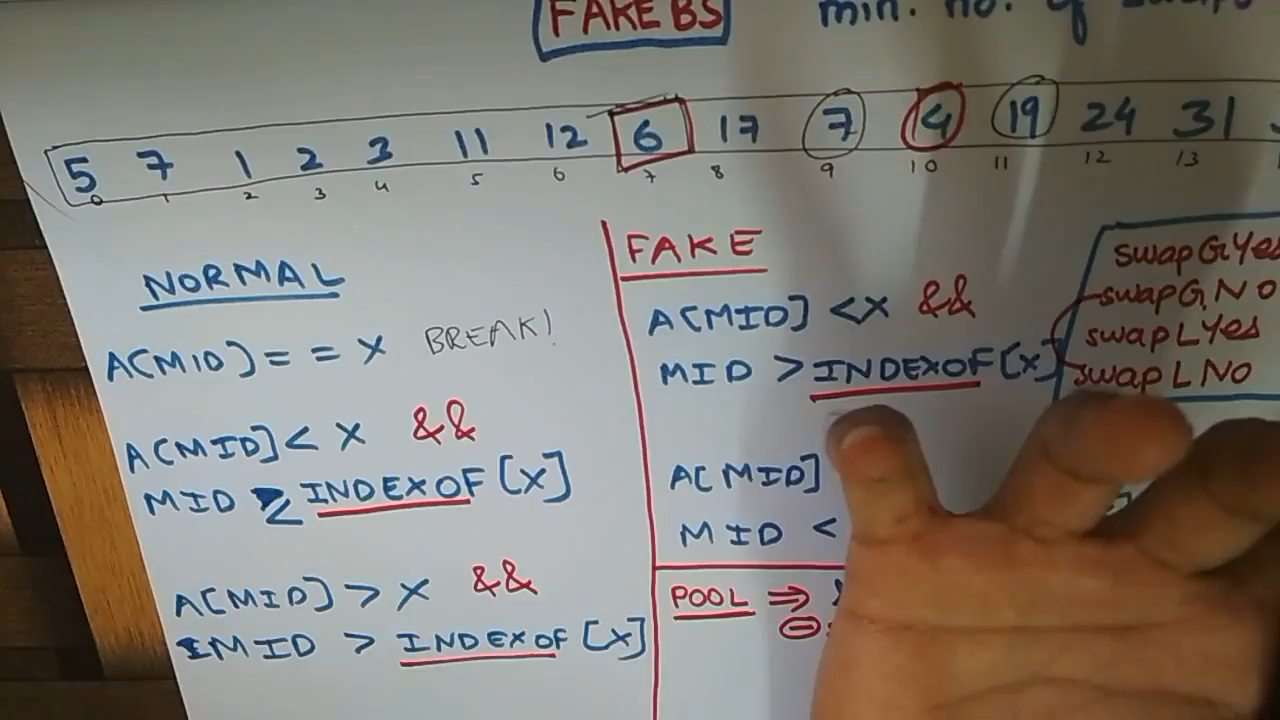 FAKE BS min. no. of swaps
5 7 1 2 3 11 12 6 17 7 4 19 24 31
0 1 2 3 4 5 6 7 8 9 10 11 12 13
NORMAL
A[MID] == X BREAK!
A[MID] < X &&
MID < INDEXOF[X]
A[MID] > X &&
MID > INDEXOF[X]
FAKE
A[MID] < X &&
MID > INDEXOF[X]
A[MID]
MID <
POOL ⇒
swapGYes
swapGNO
swapLYes
swapLNO